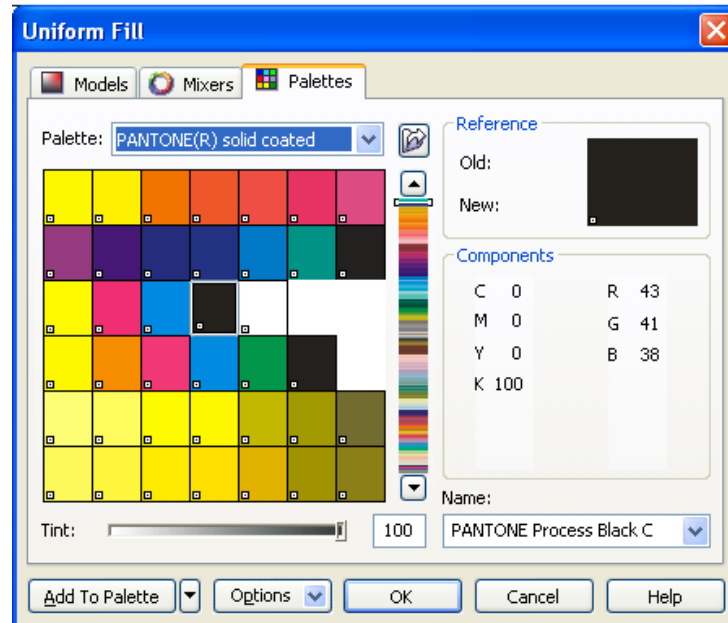 Uniform Fill
Models Mixers Palettes
Palette: PANTONE(R) solid coated
Reference
Old:
New:
Components
C 0 R 43
M 0 G 41
Y 0 B 38
K 100
Name:
Tint: 100 PANTONE Process Black C
Add To Palette Options OK Cancel Help